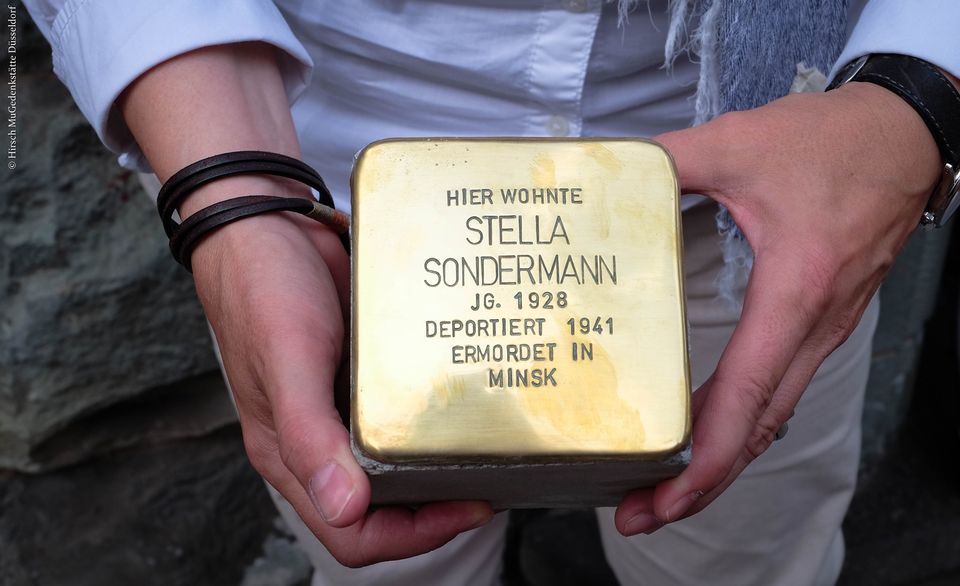 © Hirsch MuGedenkstätte Düsseldorf
HIER WOHNTE
STELLA
SONDERMANN
JG. 1928
DEPORTIERT 1941
ERMORDET IN
MINSK